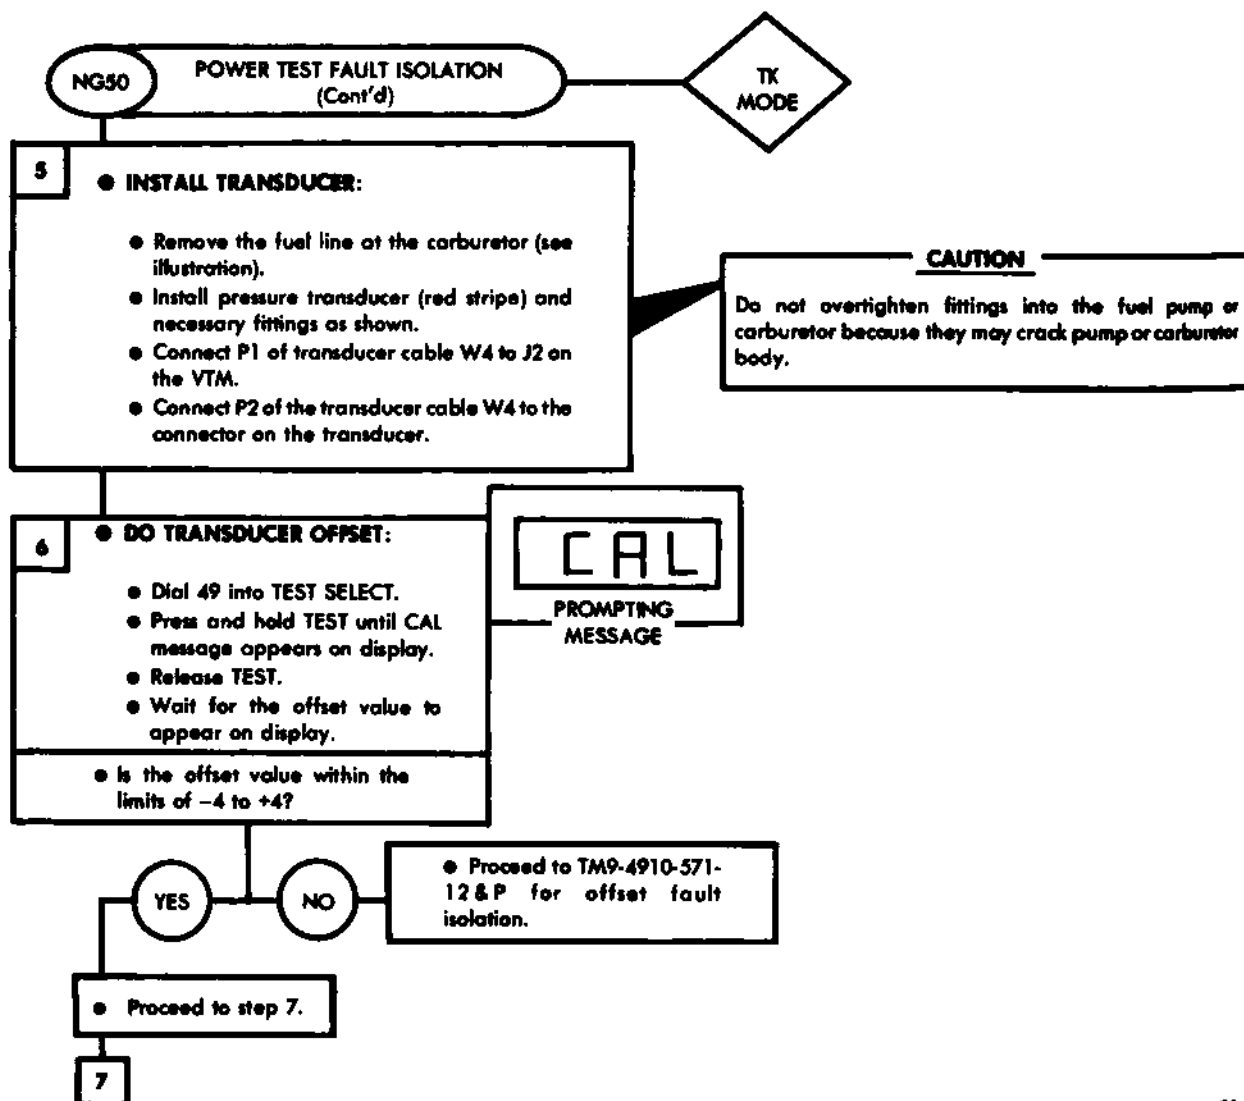 NG50
POWER TEST FAULT ISOLATION
(Cont'd)
TK
MODE
5
● INSTALL TRANSDUCER:
● Remove the fuel line at the carburetor (see
illustration).
● Install pressure transducer (red stripe) and
necessary fittings as shown.
● Connect P1 of transducer cable W4 to J2 on
the VTM.
● Connect P2 of the transducer cable W4 to the
connector on the transducer.
CAUTION
Do not overtighten fittings into the fuel pump or
carburetor because they may crack pump or carburetor
body.
6
● DO TRANSDUCER OFFSET:
● Dial 49 into TEST SELECT.
● Press and hold TEST until CAL
message appears on display.
● Release TEST.
● Wait for the offset value to
appear on display.
CAL
PROMPTING
MESSAGE
● Is the offset value within the
limits of –4 to +4?
YES
NO
● Proceed to TM9-4910-571-
12 & P for offset fault
isolation.
● Proceed to step 7.
7